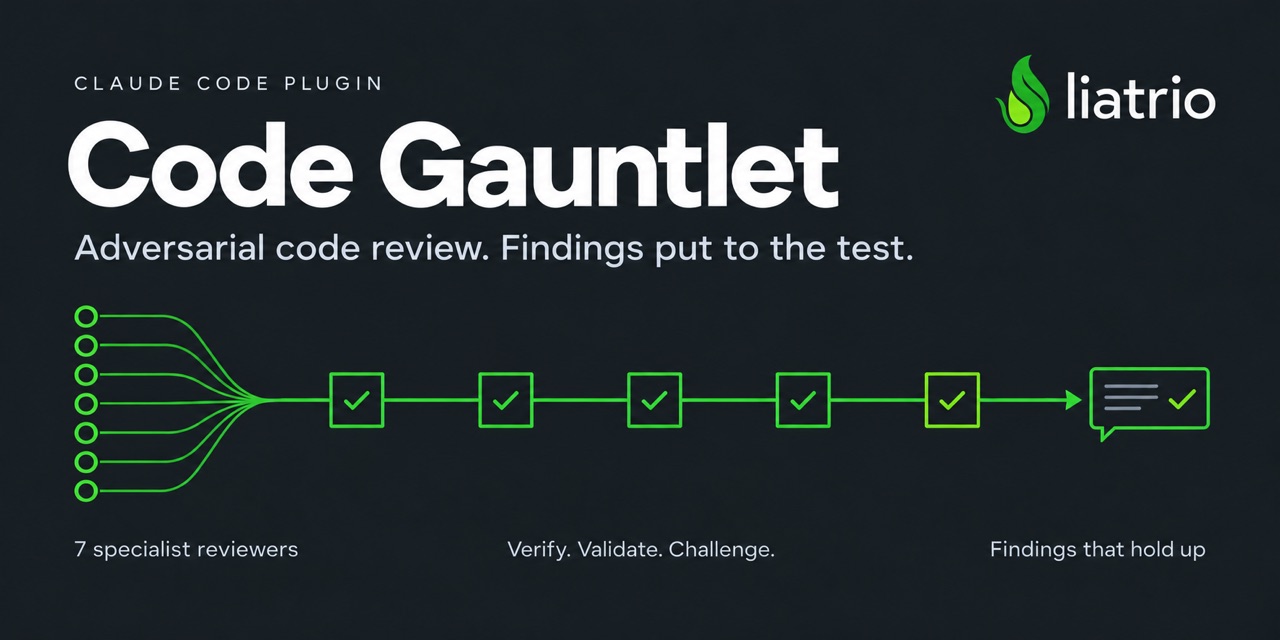 CLAUDE CODE PLUGIN
liatrio
Code Gauntlet
Adversarial code review. Findings put to the test.
7 specialist reviewers
Verify. Validate. Challenge.
Findings that hold up